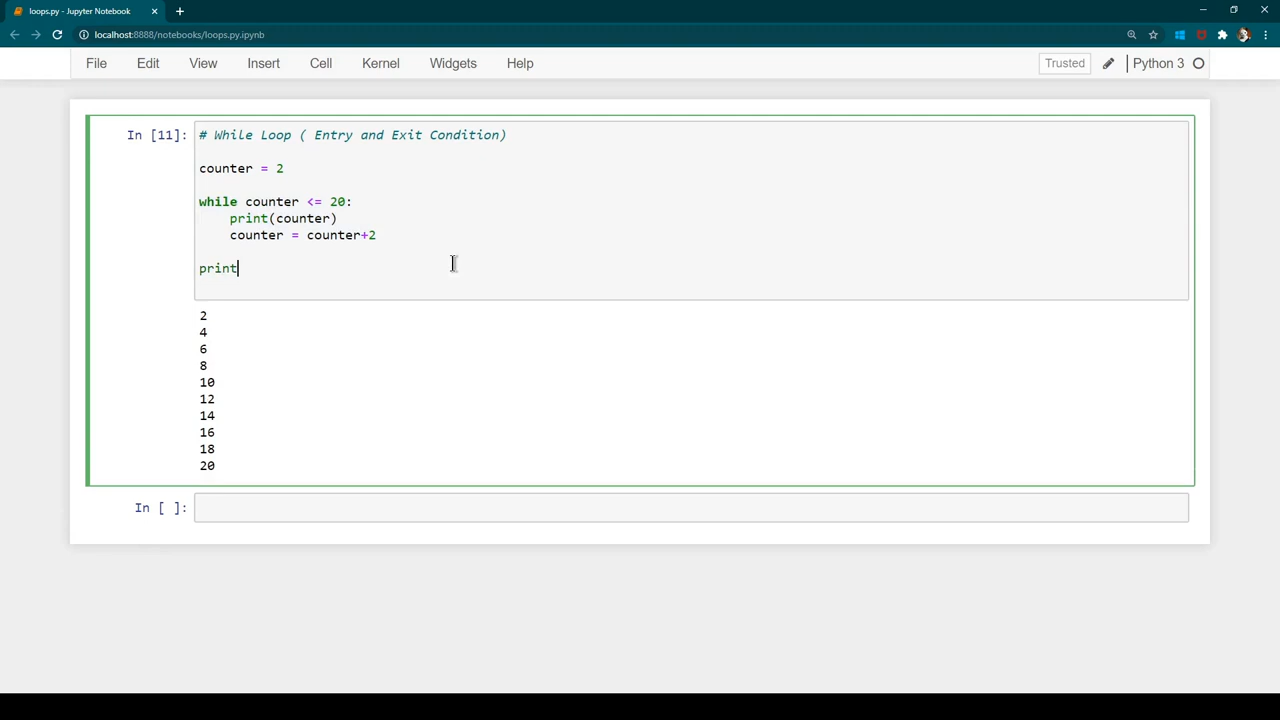 loops.py - Jupyter Notebook
localhost:8888/notebooks/loops.py.ipynb
File Edit View Insert Cell Kernel Widgets Help Trusted Python 3
In [11]: # While Loop ( Entry and Exit Condition)
counter = 2
while counter <= 20:
    print(counter)
    counter = counter+2
print
2
4
6
8
10
12
14
16
18
20
In [ ]: